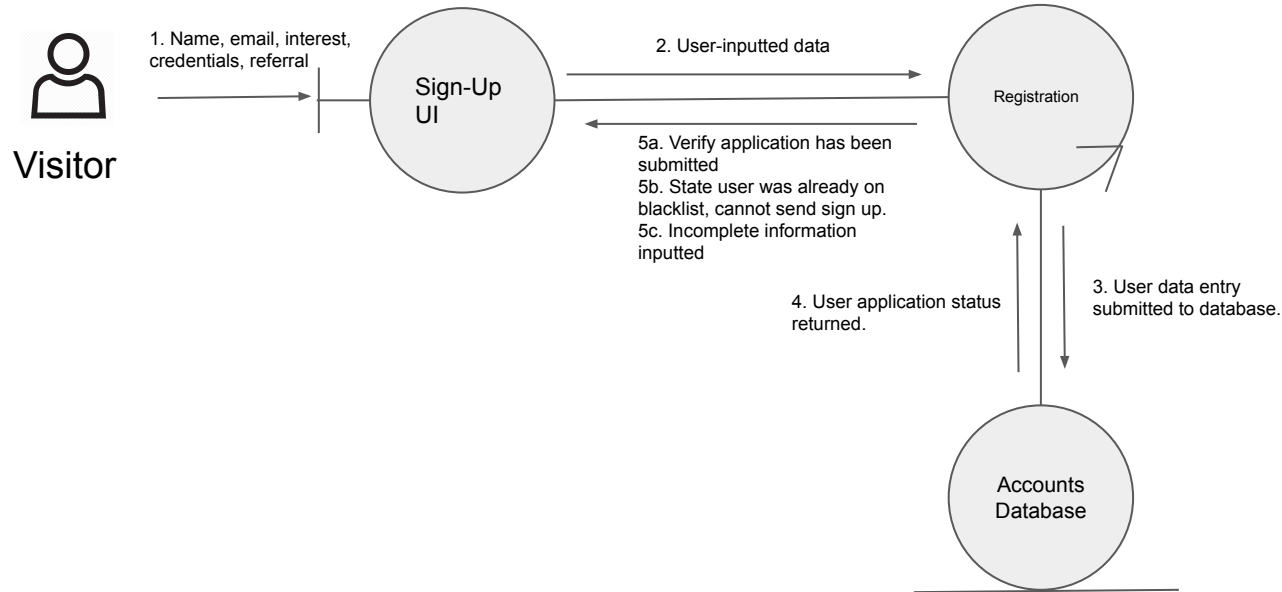 1. Name, email, interest,
credentials, referral
Visitor
Sign-Up
UI
2. User-inputted data
Registration
5a. Verify application has been
submitted
5b. State user was already on
blacklist, cannot send sign up.
5c. Incomplete information
inputted
4. User application status
returned.
3. User data entry
submitted to database.
Accounts
Database